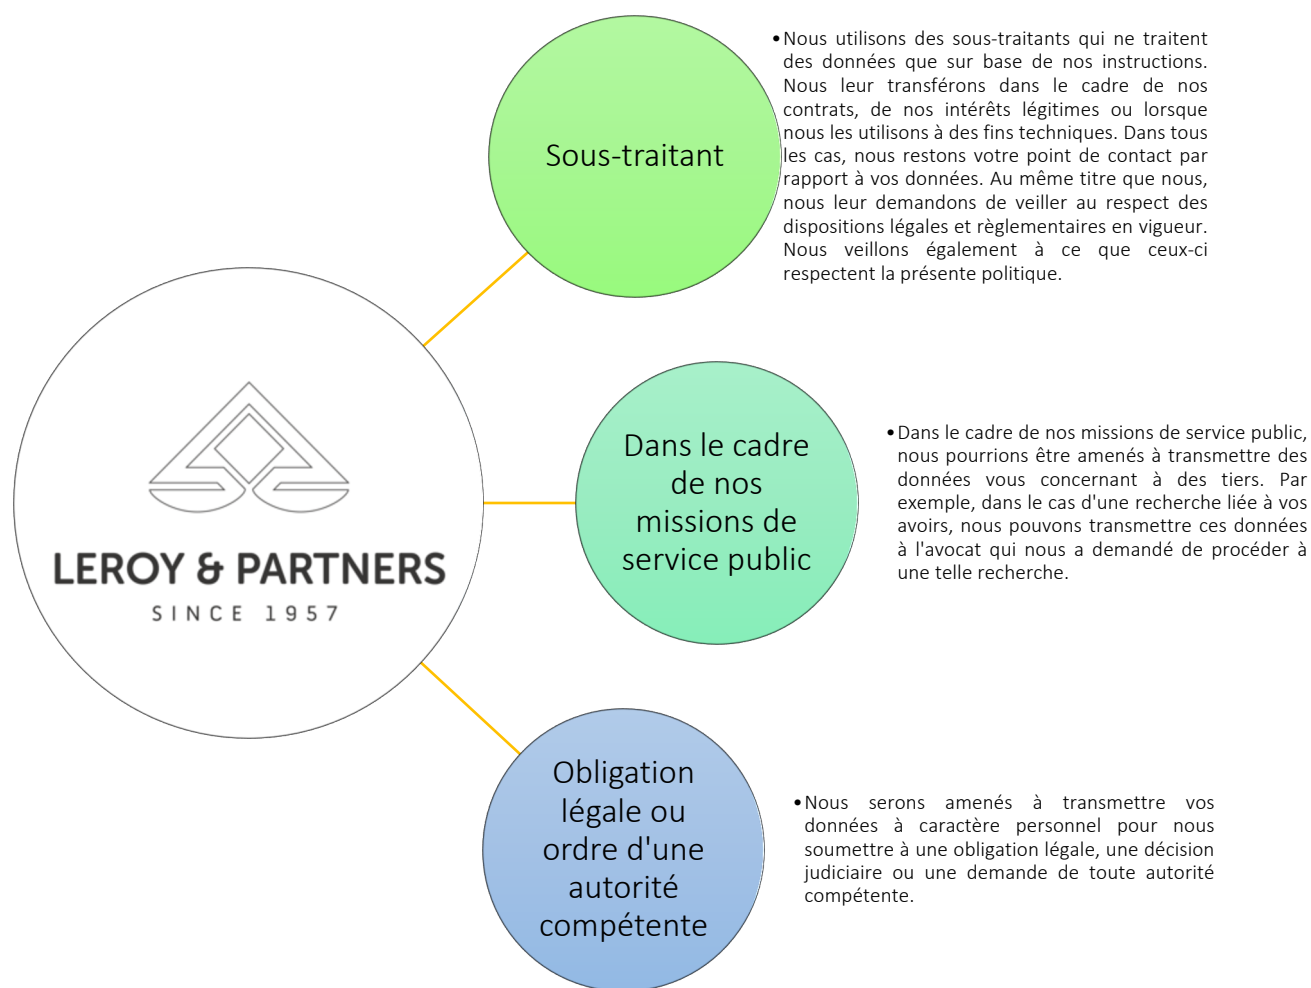 Sous-traitant
•Nous utilisons des sous-traitants qui ne traitent
des données que sur base de nos instructions.
Nous leur transférons dans le cadre de nos
contrats, de nos intérêts légitimes ou lorsque
nous les utilisons à des fins techniques. Dans tous
les cas, nous restons votre point de contact par
rapport à vos données. Au même titre que nous,
nous leur demandons de veiller au respect des
dispositions légales et règlementaires en vigueur.
Nous veillons également à ce que ceux-ci
respectent la présente politique.
LEROY & PARTNERS
SINCE 1957
Dans le cadre
de nos
missions de
service public
•Dans le cadre de nos missions de service public,
nous pourrions être amenés à transmettre des
données vous concernant à des tiers. Par
exemple, dans le cas d'une recherche liée à vos
avoirs, nous pouvons transmettre ces données
à l'avocat qui nous a demandé de procéder à
une telle recherche.
Obligation
légale ou
ordre d'une
autorité
compétente
•Nous serons amenés à transmettre vos
données à caractère personnel pour nous
soumettre à une obligation légale, une décision
judiciaire ou une demande de toute autorité
compétente.